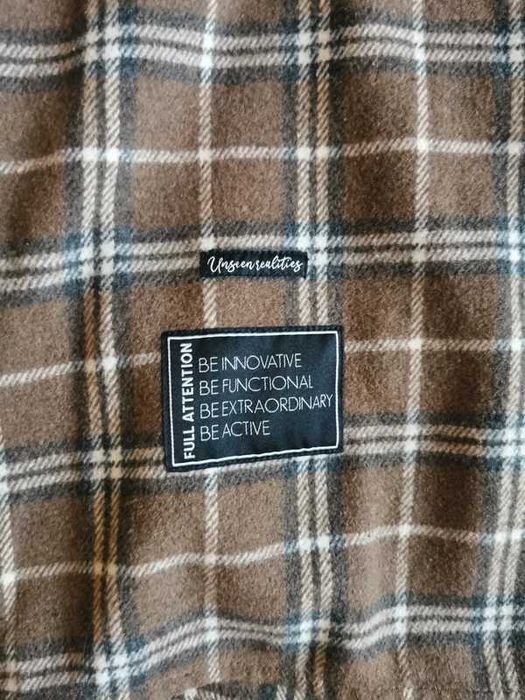 Unseenrealities
FULL ATTENTION
BE INNOVATIVE
BE FUNCTIONAL
BE EXTRAORDINARY
BE ACTIVE